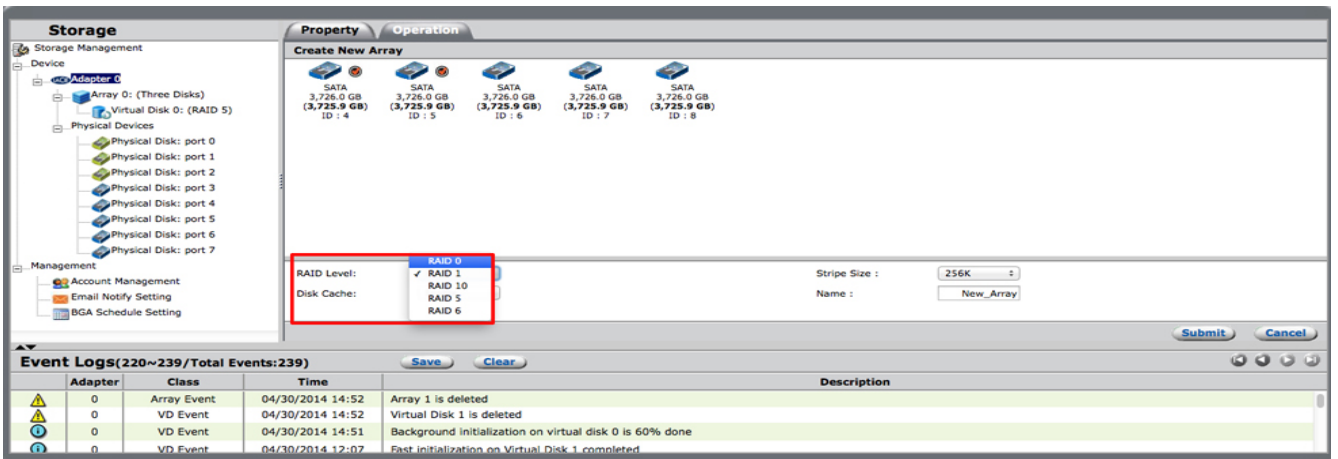 Storage
Storage Management
Device
Adapter 0
Array 0: (Three Disks)
Virtual Disk 0: (RAID 5)
Physical Devices
Physical Disk: port 0
Physical Disk: port 1
Physical Disk: port 2
Physical Disk: port 3
Physical Disk: port 4
Physical Disk: port 5
Physical Disk: port 6
Physical Disk: port 7
Management
Account Management
Email Notify Setting
BGA Schedule Setting
Property Operation
Create New Array
SATA SATA SATA SATA SATA
3,726.0 GB 3,726.0 GB 3,726.0 GB 3,726.0 GB 3,726.0 GB
(3,725.9 GB) (3,725.9 GB) (3,725.9 GB) (3,725.9 GB) (3,725.9 GB)
ID : 4 ID : 5 ID : 6 ID : 7 ID : 8
RAID 0
RAID Level: ✓ RAID 1 Stripe Size : 256K
RAID 10
Disk Cache: RAID 5 Name : New_Array
RAID 6
Submit Cancel
Event Logs(220~239/Total Events:239) Save Clear
Adapter Class Time Description
0 Array Event 04/30/2014 14:52 Array 1 is deleted
0 VD Event 04/30/2014 14:52 Virtual Disk 1 is deleted
0 VD Event 04/30/2014 14:51 Background initialization on virtual disk 0 is 60% done
0 VD Event 04/30/2014 12:07 Fast initialization on Virtual Disk 1 completed